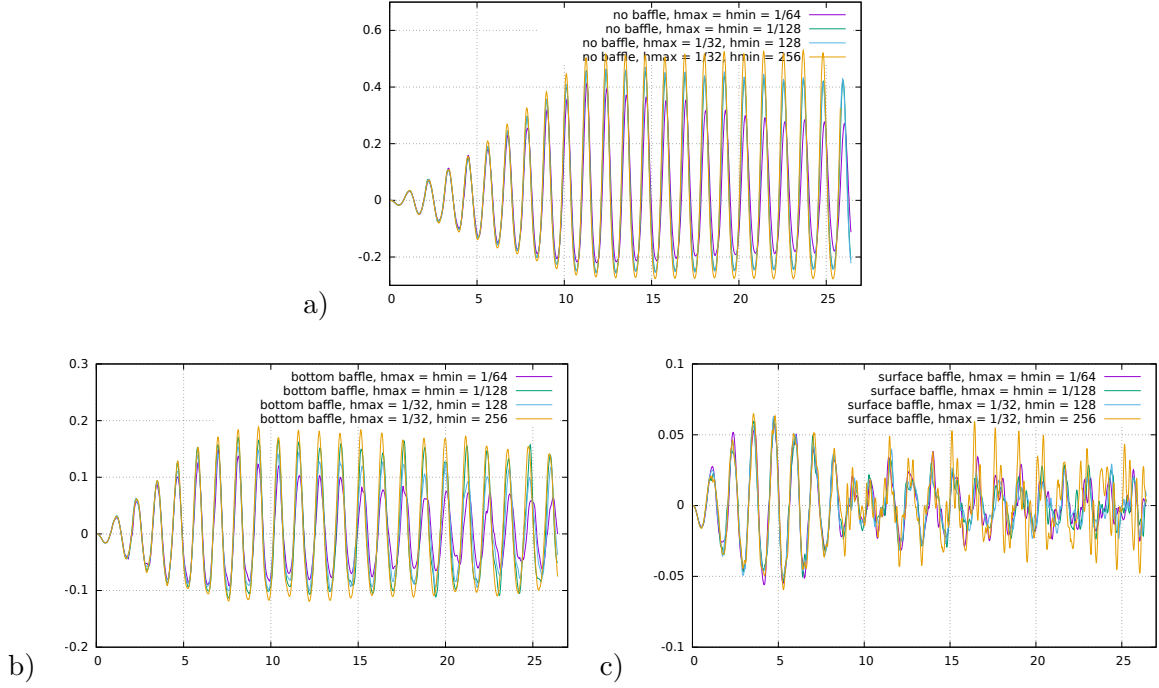 no baffle, hmax = hmin = 1/64
no baffle, hmax = hmin = 1/128
no baffle, hmax = 1/32, hmin = 128
no baffle, hmax = 1/32, hmin = 256
0.6
0.4
0.2
0
-0.2
0 5 10 15 20 25
a)
bottom baffle, hmax = hmin = 1/64
bottom baffle, hmax = hmin = 1/128
bottom baffle, hmax = 1/32, hmin = 128
bottom baffle, hmax = 1/32, hmin = 256
0.3
0.2
0.1
0
-0.1
-0.2
0 5 10 15 20 25
b)
surface baffle, hmax = hmin = 1/64
surface baffle, hmax = hmin = 1/128
surface baffle, hmax = 1/32, hmin = 128
surface baffle, hmax = 1/32, hmin = 256
0.1
0.05
0
-0.05
-0.1
0 5 10 15 20 25
c)